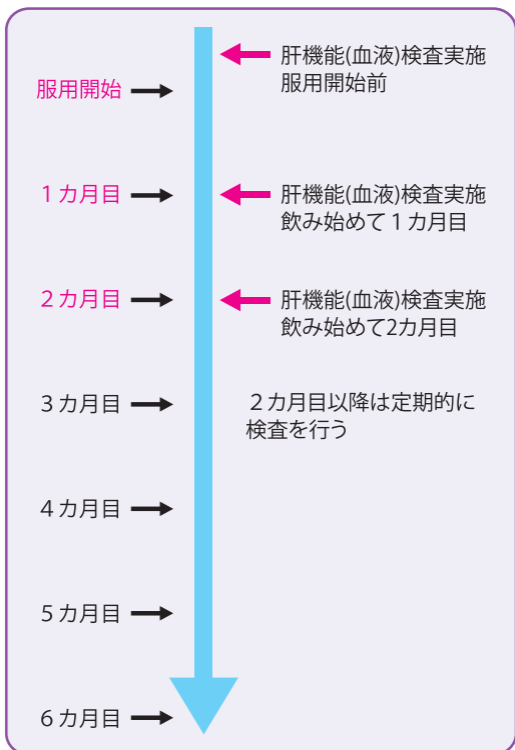 肝機能(血液)検査実施
服用開始前
服用開始
1カ月目
肝機能(血液)検査実施
飲み始めて1カ月目
2カ月目
肝機能(血液)検査実施
飲み始めて2カ月目
3カ月目
2カ月目以降は定期的に
検査を行う
4カ月目
5カ月目
6カ月目